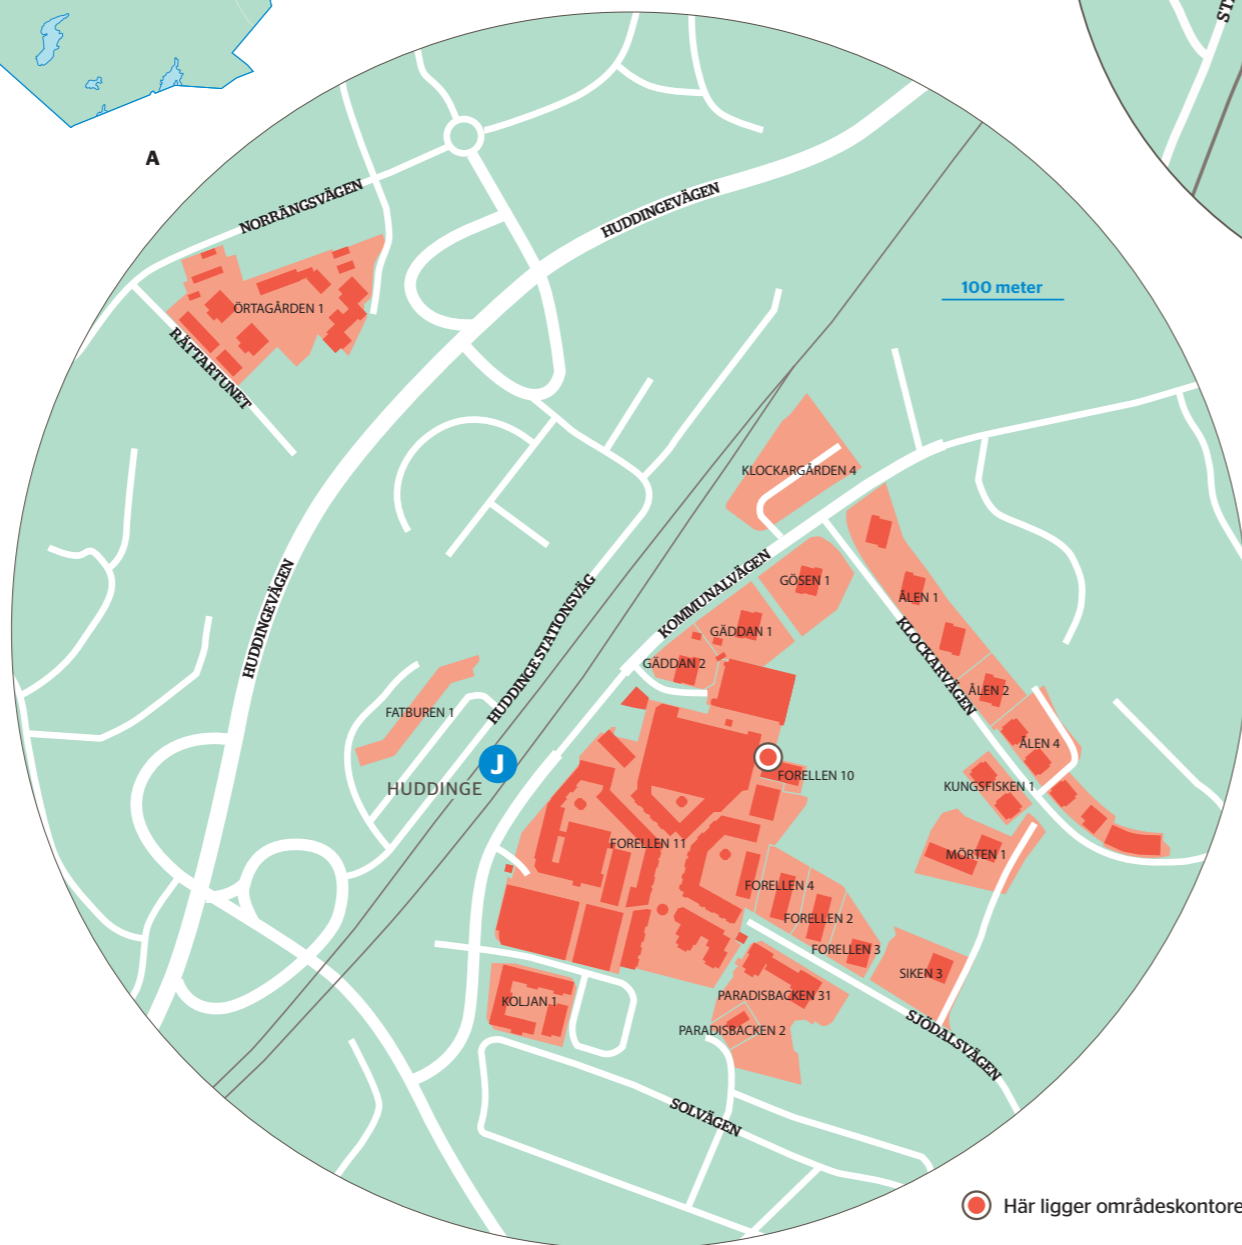 A
NORRÄNGSVÄGEN
HUDDINGEVÄGEN
100 meter
ÖRTAGÅRDEN 1
RÄTTARTUNET
KLOCKARGÅRDEN 4
KOMMUNALVÄGEN
GÖSEN 1
ÅLEN 1
HUDDINGEVÄGEN
HUDDINGE STATIONSVÄG
GÄDDAN 1
KLOCKARVÄGEN
GÄDDAN 2
ÅLEN 2
FATBUREN 1
ÅLEN 4
J
HUDDINGE
FORELLEN 10
KUNGSFISKEN 1
FORELLEN 11
MÖRTEN 1
FORELLEN 4
FORELLEN 2
FORELLEN 3
SIKEN 3
KOLJAN 1
PARADISBACKEN 31
PARADISBACKEN 2
SJÖDALSVÄGEN
SOLVÄGEN
Här ligger områdeskontore